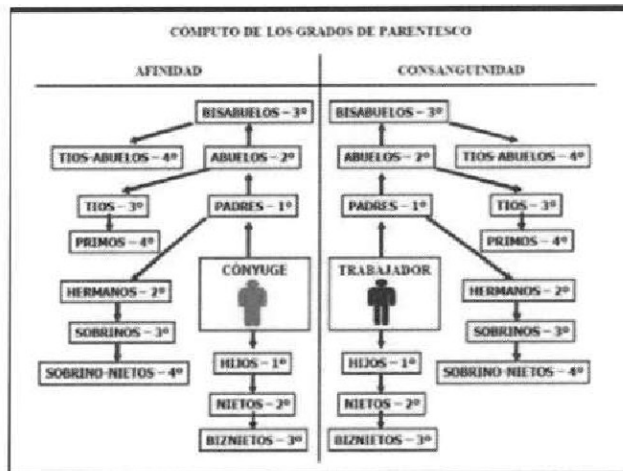 CÓMPUTO DE LOS GRADOS DE PARENTESCO
AFINIDAD
CONSANGUINIDAD
BISABUELOS – 3º
BISABUELOS – 3º
TIOS ABUELOS – 4º
ABUELOS – 2º
ABUELOS – 2º
TIOS ABUELOS – 4º
TIOS – 3º
PADRES – 1º
PADRES – 1º
TIOS – 3º
PRIMOS – 4º
PRIMOS – 4º
CÓNYUGE
TRABAJADOR
HERMANOS – 2º
HERMANOS – 2º
SOBRINOS – 3º
SOBRINOS – 3º
HIJOS – 1º
HIJOS – 1º
SOBRINO-NIETOS – 4º
SOBRINO NIETOS – 4º
NIETOS – 2º
NIETOS – 2º
BIZNIETOS – 3º
BIZNIETOS – 3º